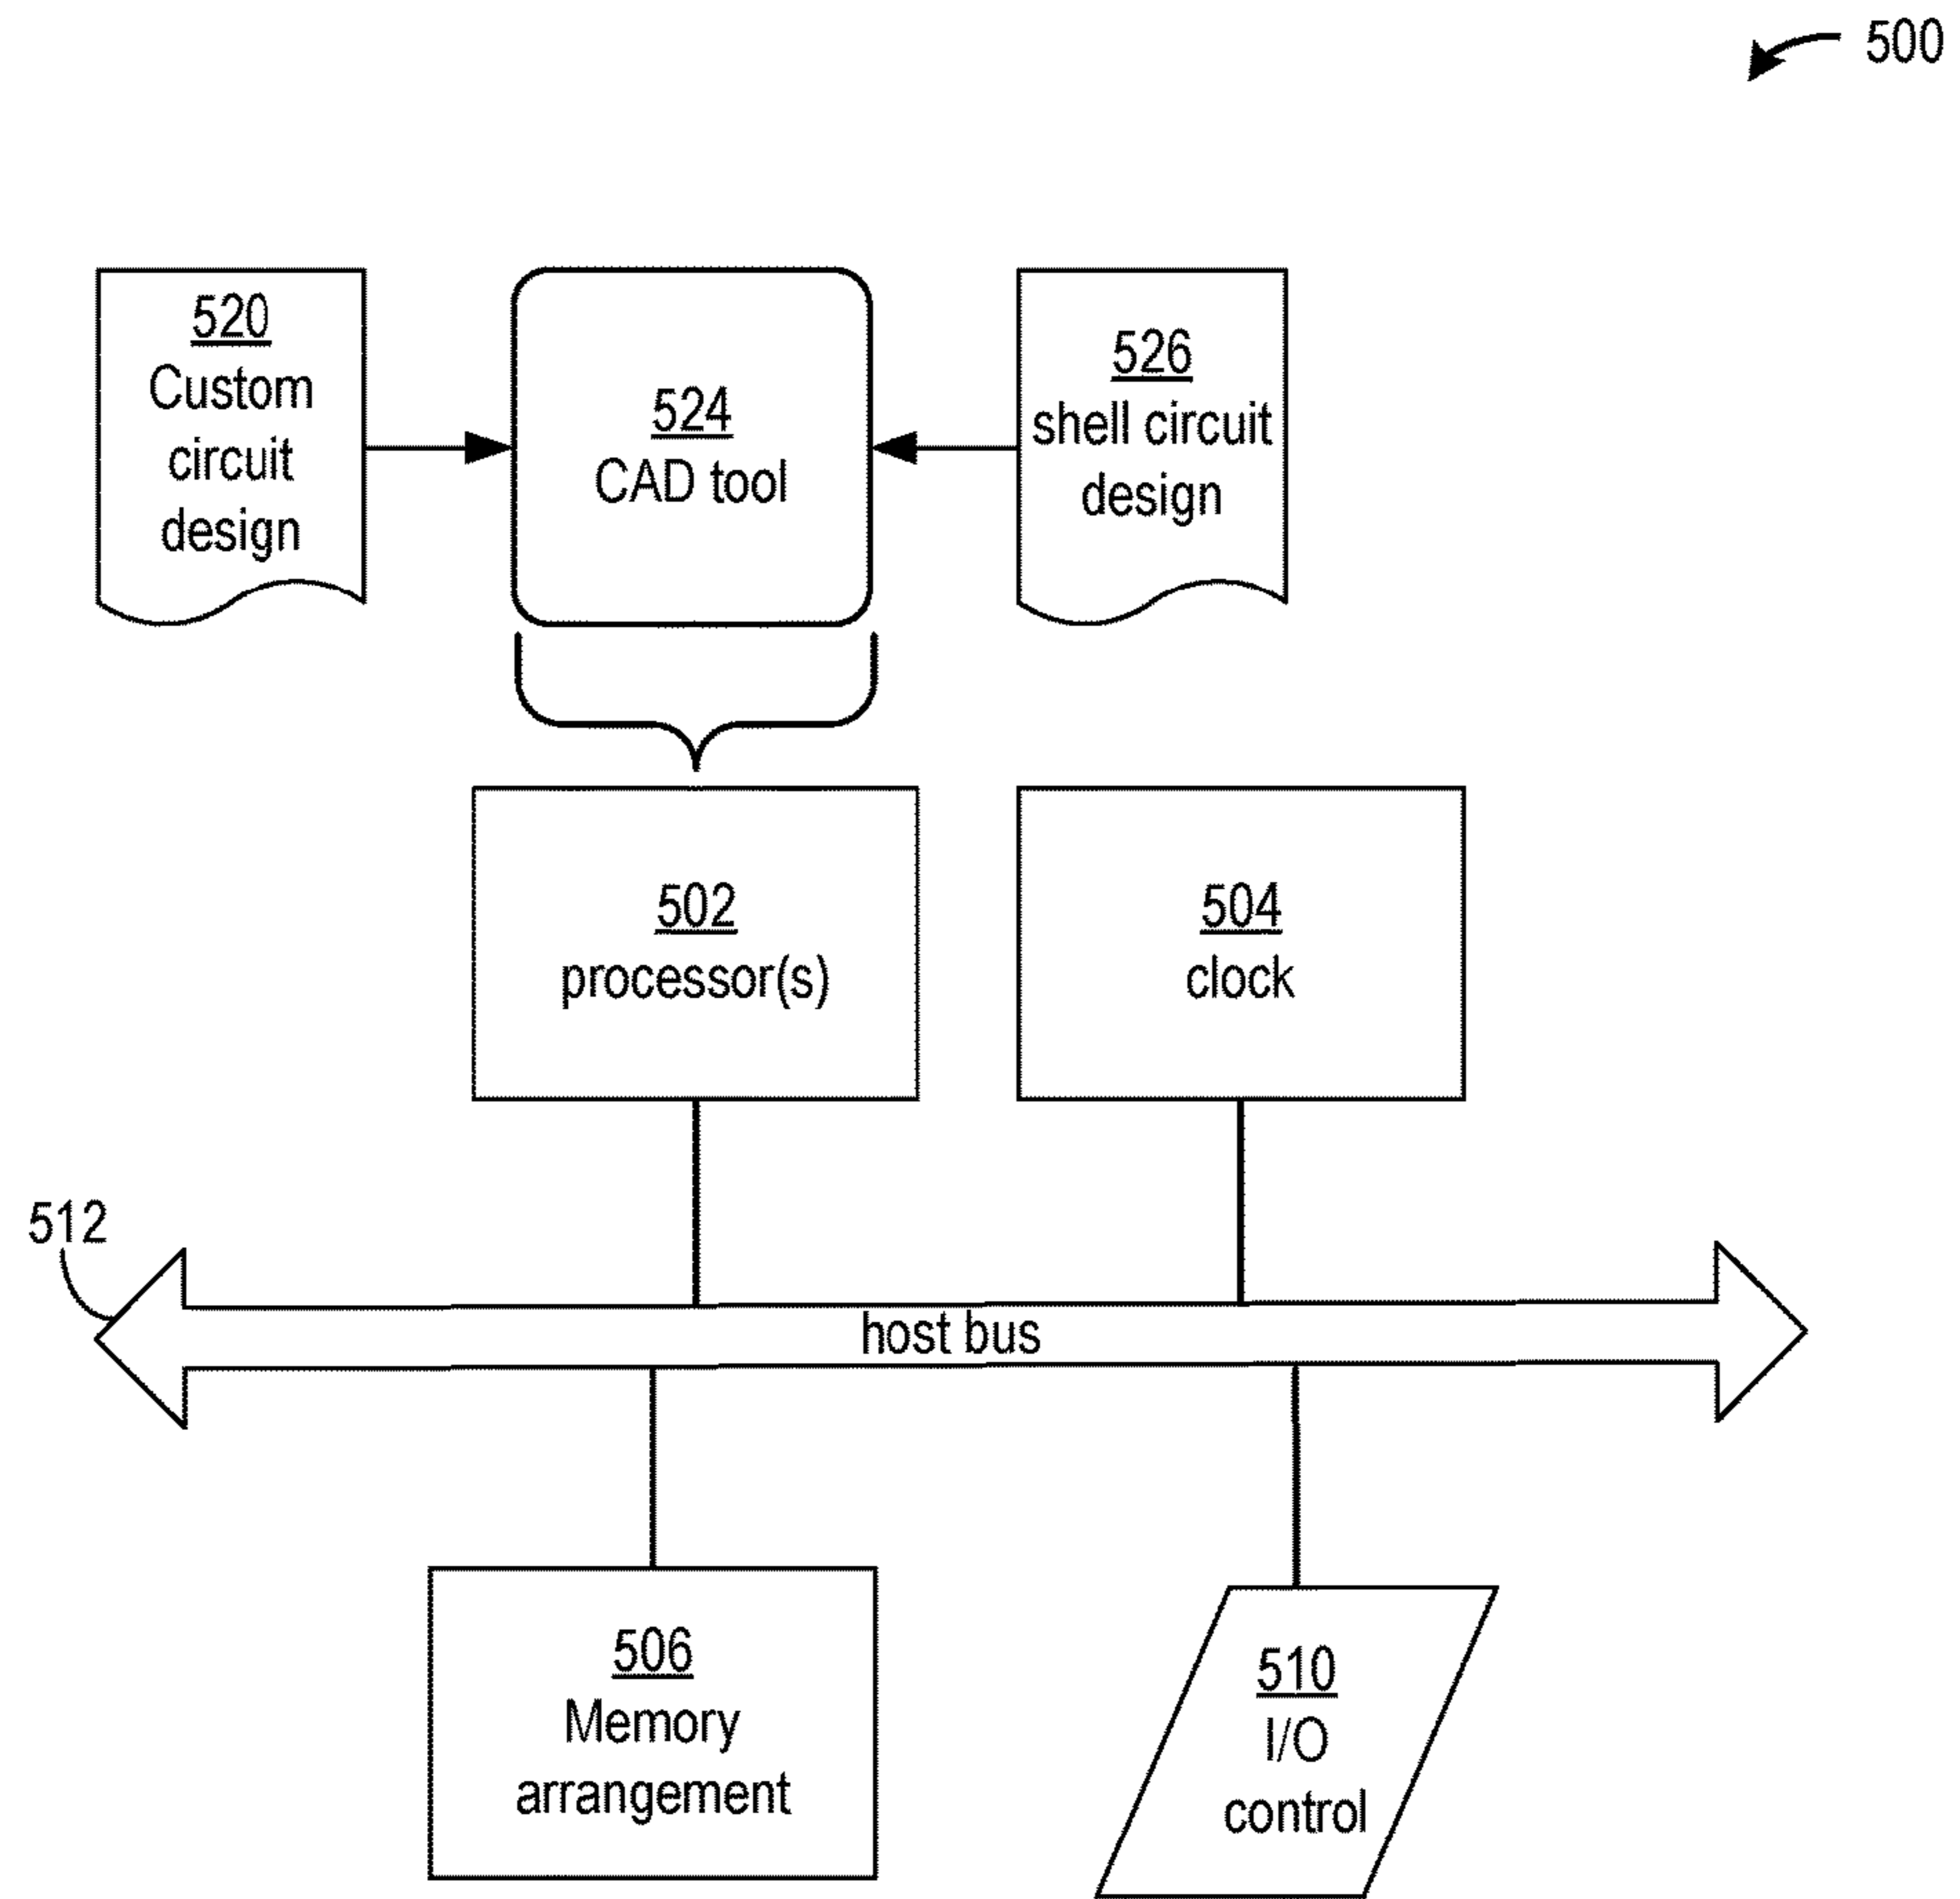 500
520
Custom
circuit
design
524
CAD tool
526
shell circuit
design
502
processor(s)
504
clock
512
host bus
506
Memory
arrangement
510
I/O
control